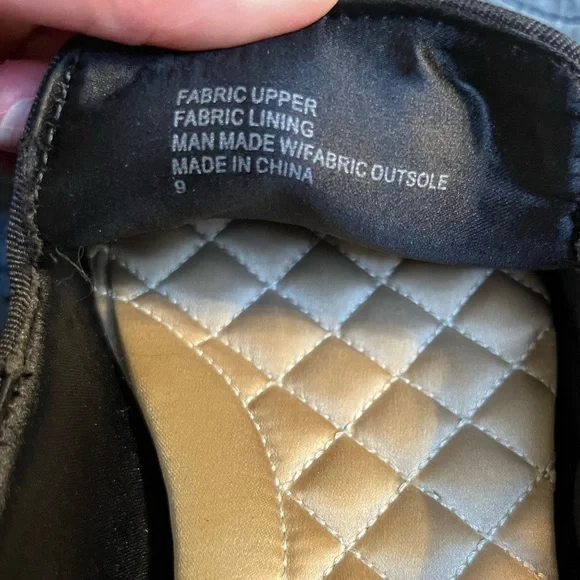 FABRIC UPPER
FABRIC LINING
MAN MADE W/FABRIC OUTSOLE
MADE IN CHINA
9